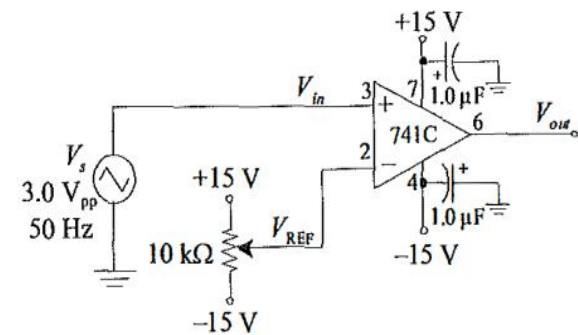 +15 V
+
1.0 µF
V_in
3
+
7
741C
6
V_out
2
−
4
+
1.0 µF
−15 V
V_s
3.0 V_pp
50 Hz
+15 V
10 kΩ
V_REF
−15 V